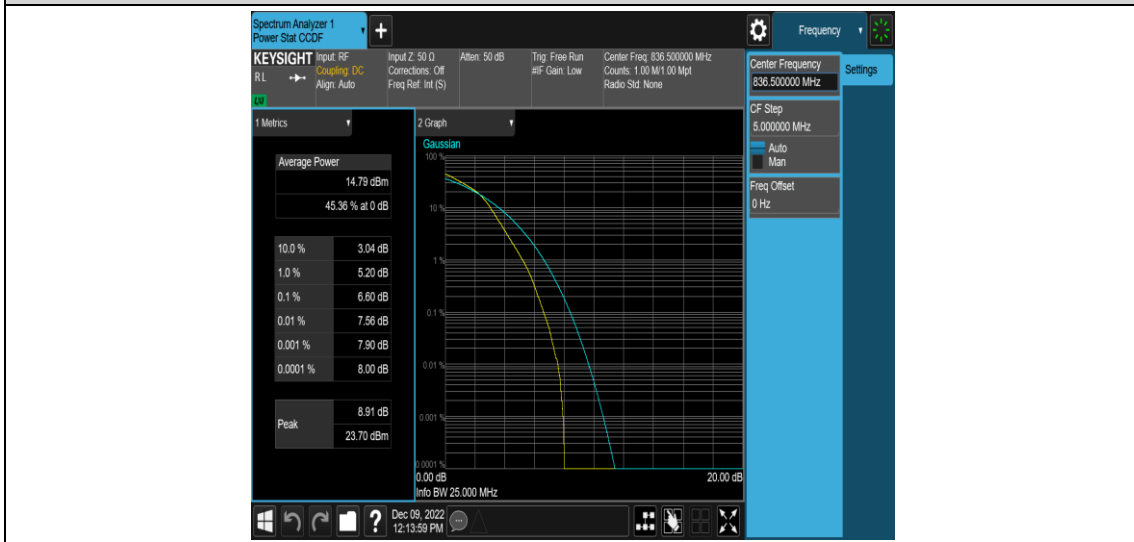 Spectrum Analyzer 1
Power Stat CCDF
+
Frequency
KEYSIGHT
RL
LXI
Input: RF
Coupling: DC
Align: Auto
Input Z: 50 Ω
Corrections: Off
Freq Ref: Int (S)
Atten: 50 dB
Trig: Free Run
#IF Gain: Low
Center Freq: 836.500000 MHz
Counts: 1.00 M/1.00 Mpt
Radio Std: None
Center Frequency
836.500000 MHz
Settings
CF Step
5.000000 MHz
Auto
Man
Freq Offset
0 Hz
1 Metrics
Average Power
14.79 dBm
45.36 % at 0 dB
10.0 % 3.04 dB
1.0 % 5.20 dB
0.1 % 6.60 dB
0.01 % 7.56 dB
0.001 % 7.90 dB
0.0001 % 8.00 dB
Peak
8.91 dB
23.70 dBm
2 Graph
Gaussian
100 %
10 %
1 %
0.1 %
0.01 %
0.001 %
0.0001 %
0.00 dB 20.00 dB
Info BW 25.000 MHz
?
Dec 09, 2022
12:13:59 PM